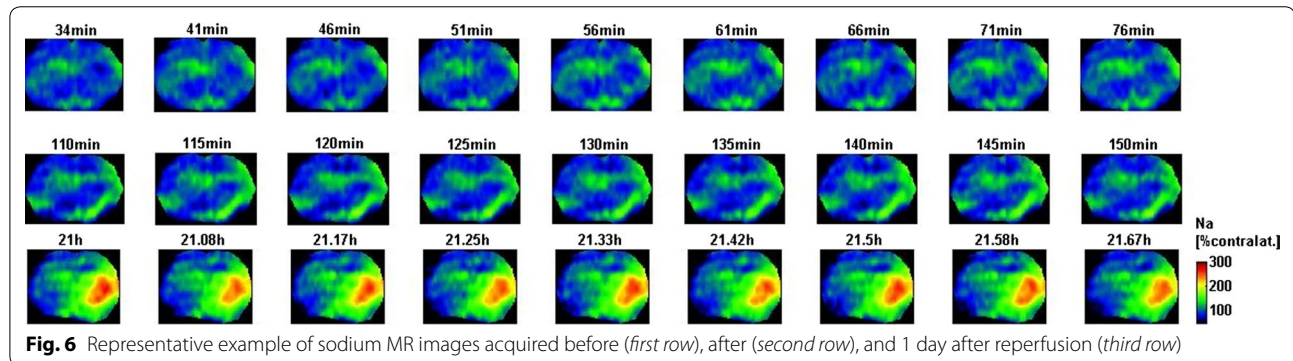 34min 41min 46min 51min 56min 61min 66min 71min 76min
110min 115min 120min 125min 130min 135min 140min 145min 150min
21h 21.08h 21.17h 21.25h 21.33h 21.42h 21.5h 21.58h 21.67h
Na
[%contralat.]
300
200
100
Fig. 6 Representative example of sodium MR images acquired before (first row), after (second row), and 1 day after reperfusion (third row)